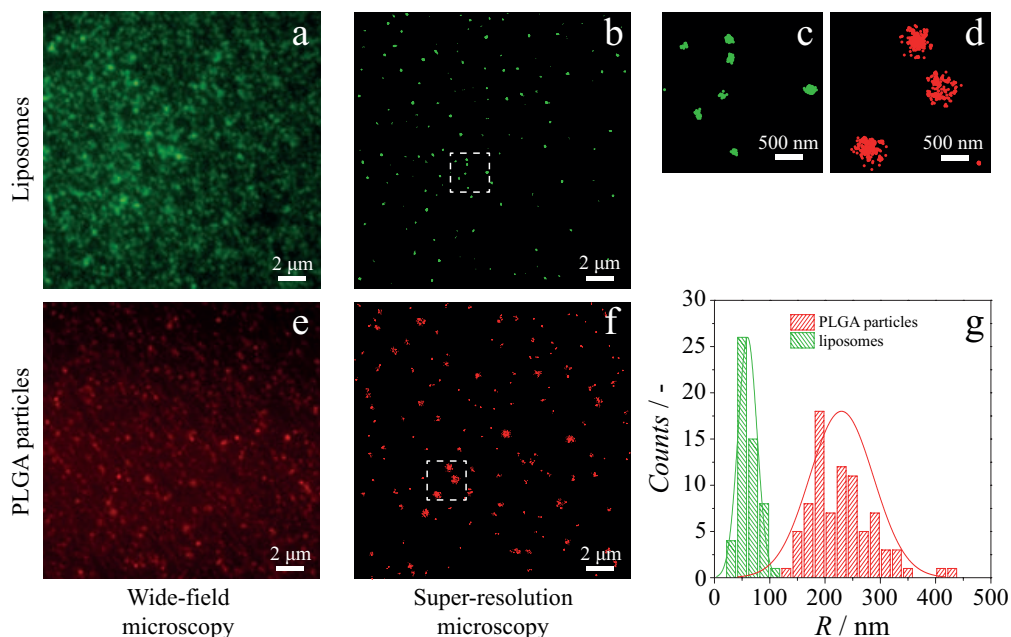 a
b
c
d
Liposomes
2 μm
2 μm
500 nm
500 nm
e
f
g
PLGA particles
2 μm
2 μm
PLGA particles
liposomes
Counts / -
30
25
20
15
10
5
0
0 100 200 300 400 500
R / nm
Wide-field
microscopy
Super-resolution
microscopy